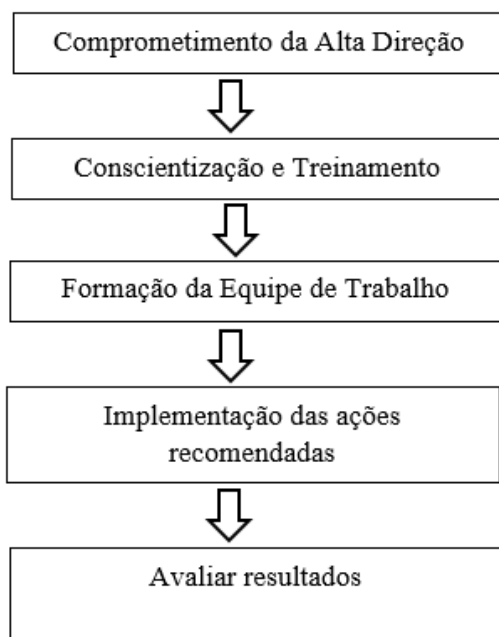 Comprometimento da Alta Direção
Conscientização e Treinamento
Formação da Equipe de Trabalho
Implementação das ações
recomendadas
Avaliar resultados